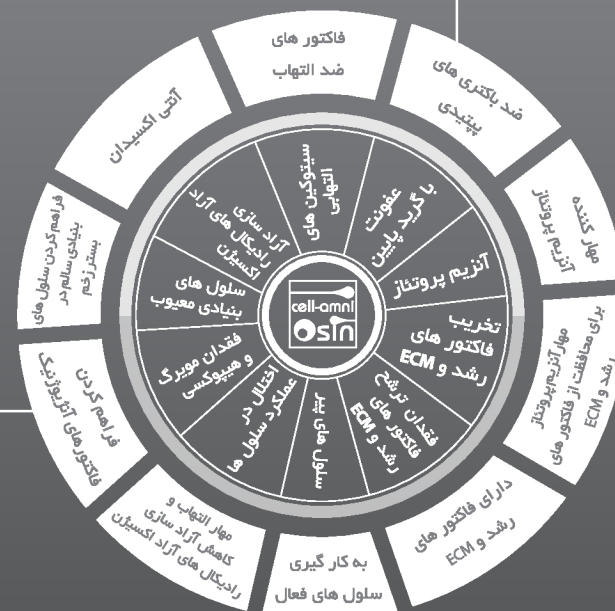 فاکتور های
ضد التهاب
ضد باکتری های
پپتیدی
مهار کننده
آنزیم پروتئاز
مهار آنزیم پروتئاز
برای محافظت از فاکتور های
رشد و ECM
دارای فاکتور های
رشد و ECM
به کار گیری
سلول های فعال
مهار التهاب و
کاهش آزاد سازی
رادیکال های آزاد اکسیژن
فراهم کردن
فاکتور های آنژیوژنیک
فراهم کردن سلول های
بنیادی سالم در
بستر زخم
آنتی اکسیدان
سیتوکین های
التهابی
عفونت
با گرید پایین
آنزیم پروتئاز
تخریب
فاکتور های
رشد و ECM
فقدان ترشح
فاکتور های
رشد و ECM
سلول های پیر
اختلال در
عملکرد سلول ها
فقدان مویرگ
و هیپوکسی
سلول های
بنیادی معیوب
آزاد سازی
رادیکال های آزاد
اکسیژن
cell-amni
Osin